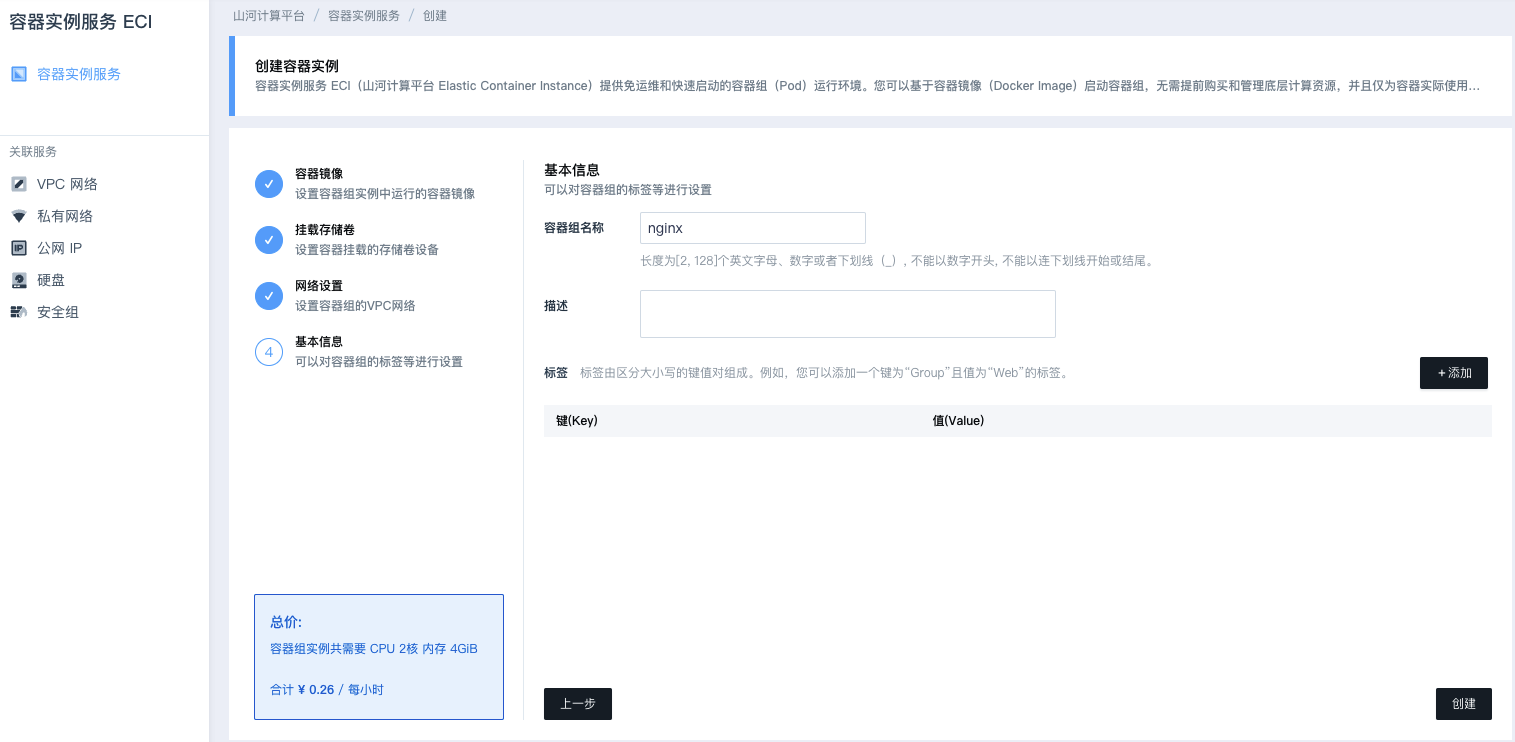 容器实例服务 ECI
容器实例服务
关联服务
VPC 网络
私有网络
公网 IP
硬盘
安全组
山河计算平台 / 容器实例服务 / 创建
创建容器实例
容器实例服务 ECI（山河计算平台 Elastic Container Instance）提供免运维和快速启动的容器组（Pod）运行环境。您可以基于容器镜像（Docker Image）启动容器组，无需提前购买和管理底层计算资源，并且仅为容器实际使用...
容器镜像
设置容器组实例中运行的容器镜像
挂载存储卷
设置容器挂载的存储卷设备
网络设置
设置容器组的VPC网络
4
基本信息
可以对容器组的标签等进行设置
总价:
容器组实例共需要 CPU 2核 内存 4GiB
合计 ¥ 0.26 / 每小时
基本信息
可以对容器组的标签等进行设置
容器组名称
nginx
长度为[2, 128]个英文字母、数字或者下划线（_）, 不能以数字开头, 不能以连下划线开始或结尾。
描述
标签 标签由区分大小写的键值对组成。例如，您可以添加一个键为“Group”且值为“Web”的标签。
+ 添加
键(Key) 值(Value)
上一步
创建